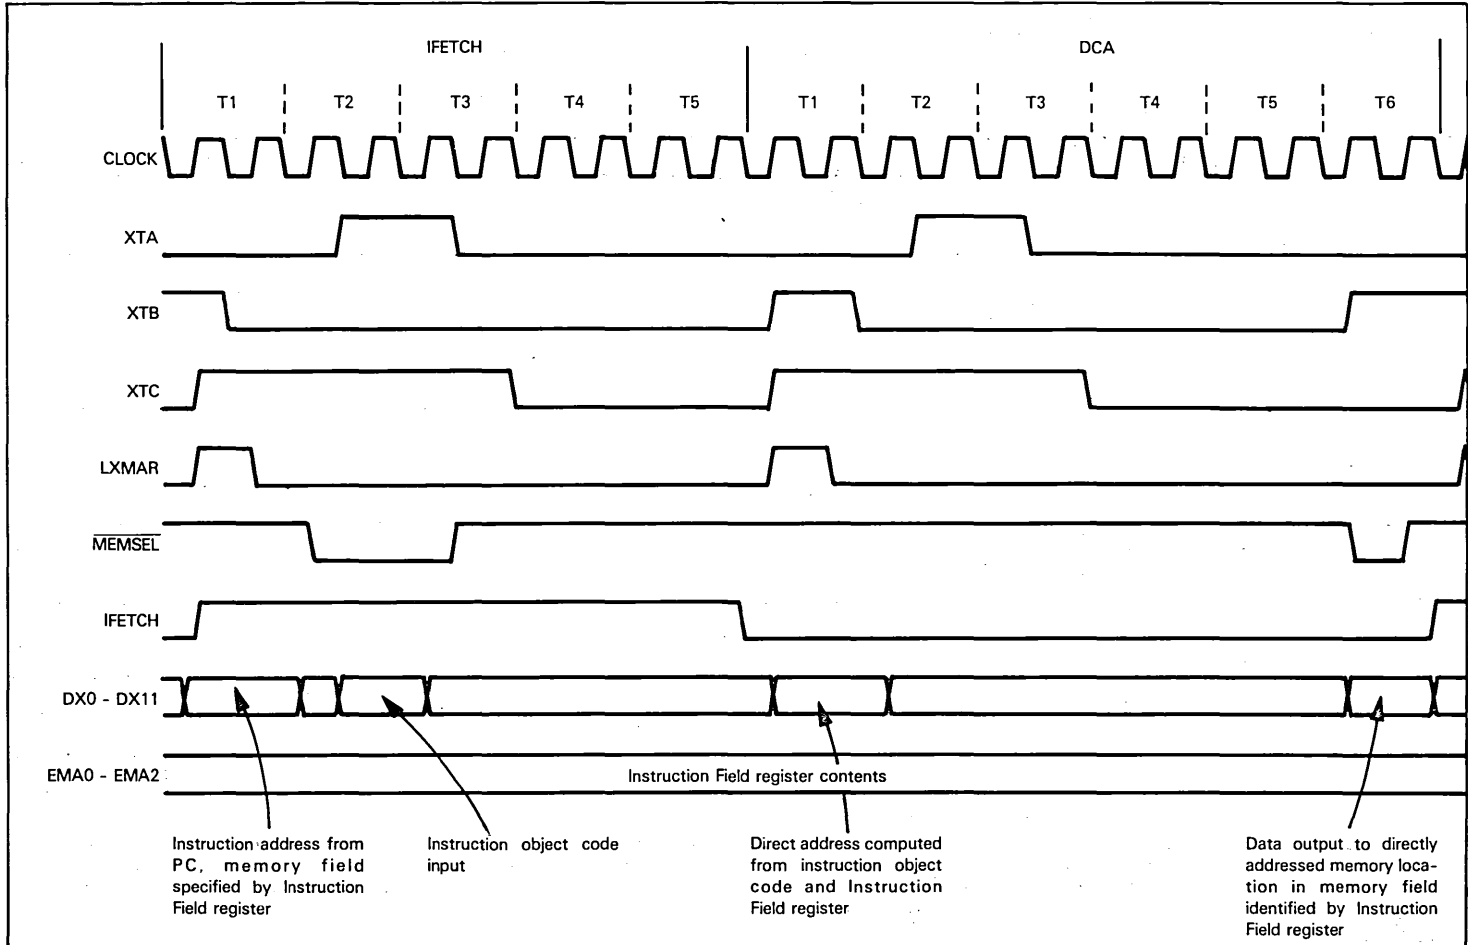 IFETCH DCA
T1 T2 T3 T4 T5 T1 T2 T3 T4 T5 T6
CLOCK
XTA
XTB
XTC
LXMAR
MEMSEL
IFETCH
DX0 - DX11
EMA0 - EMA2
Instruction Field register contents
Instruction address from
PC, memory field
specified by Instruction
Field register
Instruction object code
input
Direct address computed
from instruction object
code and Instruction
Field register
Data output to directly
addressed memory loca-
tion in memory field
identified by Instruction
Field register